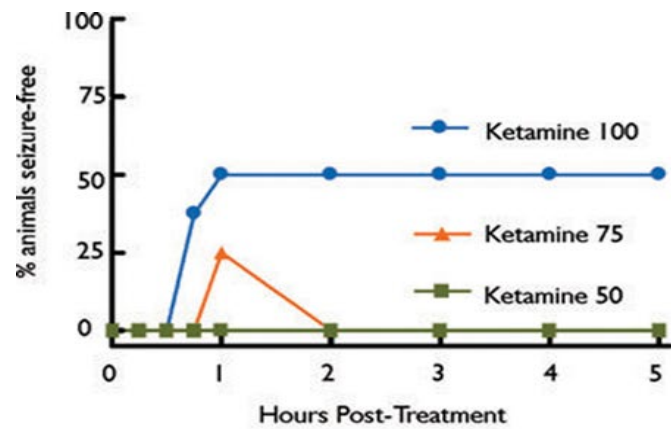 100
75
50
25
0
% animals seizure-free
Ketamine 100
Ketamine 75
Ketamine 50
0 1 2 3 4 5
Hours Post-Treatment